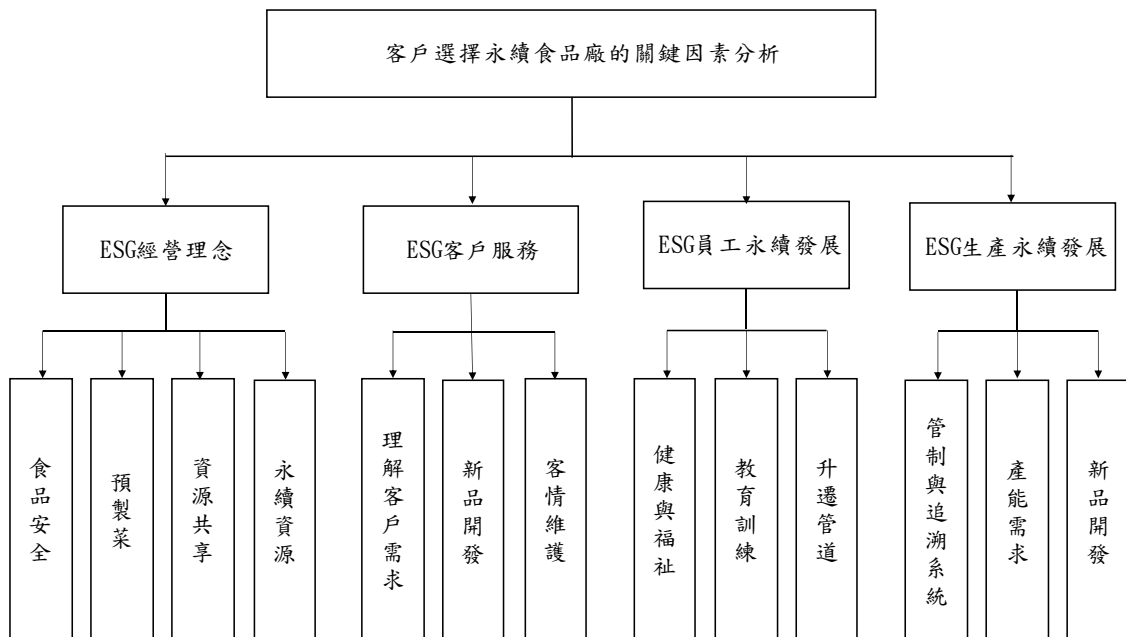 客戶選擇永續食品廠的關鍵因素分析
ESG經營理念
ESG客戶服務
ESG員工永續發展
ESG生產永續發展
食品安全
預製菜
資源共享
永續資源
理解客戶需求
新品開發
客情維護
健康與福祉
教育訓練
升遷管道
管制與追溯系統
產能需求
新品開發